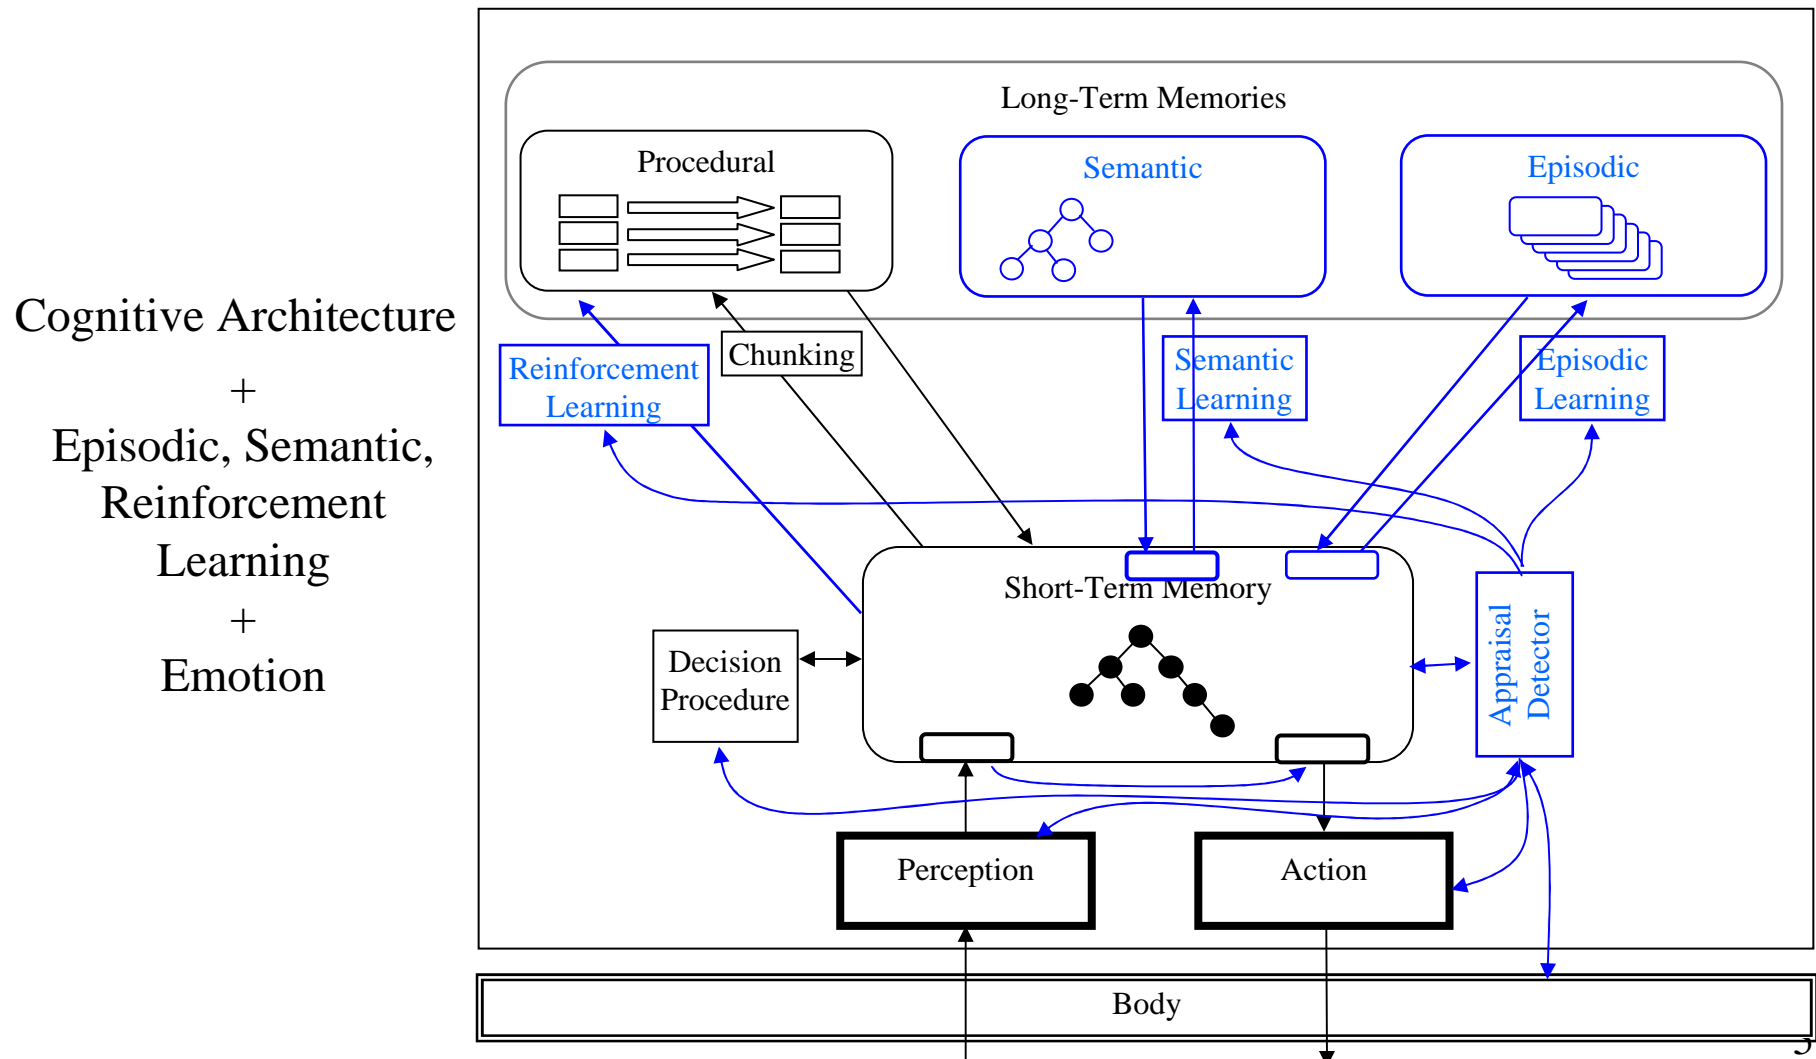 Cognitive Architecture
+
Episodic, Semantic,
Reinforcement
Learning
+
Emotion
Long-Term Memories
Procedural
Semantic
Episodic
Reinforcement
Learning
Chunking
Semantic
Learning
Episodic
Learning
Short-Term Memory
Decision
Procedure
Appraisal
Detector
Perception
Action
Body